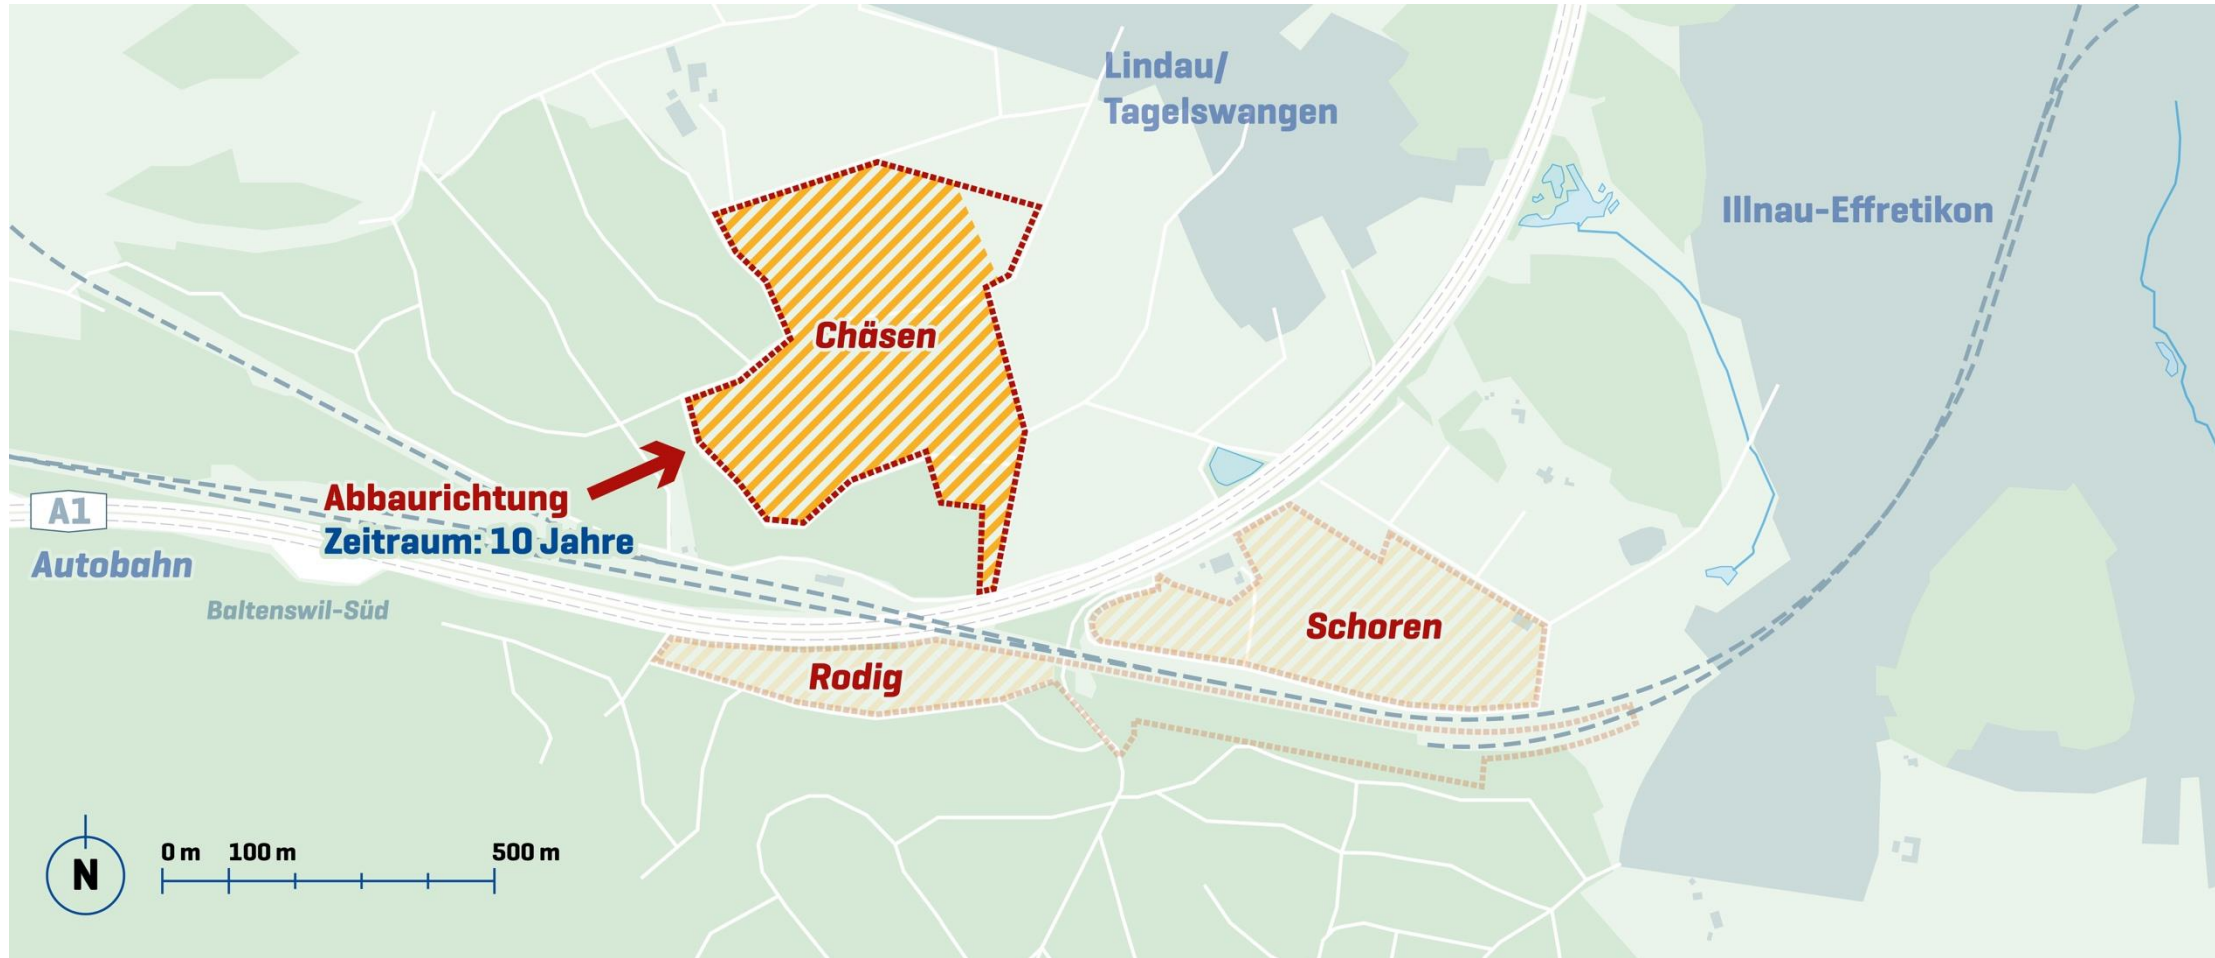 Lindau/
Tagelswangen
Illnau-Effretikon
Chäsen
Abbaurichtung
Zeitraum: 10 Jahre
A1
Autobahn
Baltenswil-Süd
Schoren
Rodig
N
0 m 100 m 500 m